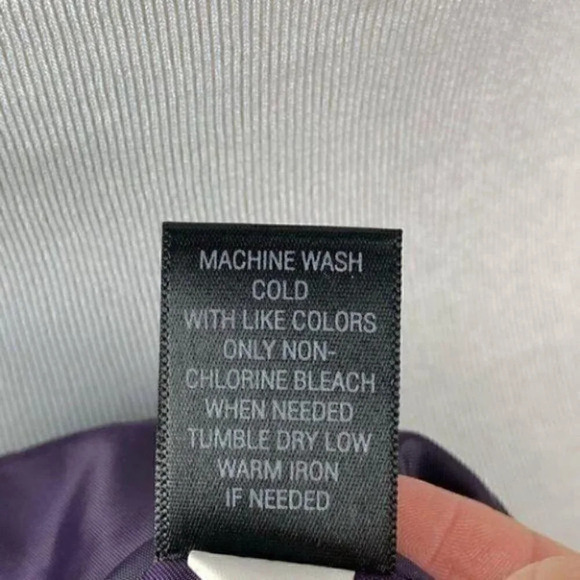 MACHINE WASH
COLD
WITH LIKE COLORS
ONLY NON-
CHLORINE BLEACH
WHEN NEEDED
TUMBLE DRY LOW
WARM IRON
IF NEEDED